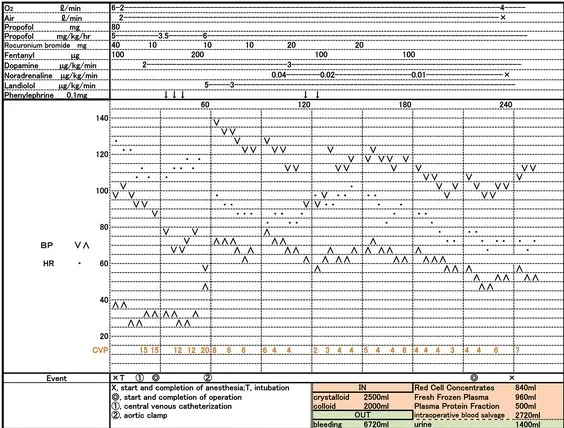 O₂ ℓ/min 6-2 4
Air ℓ/min 2 ×
Propofol mg 80
Propofol mg/kg/hr 5 3.5 6
Rocuronium bromide mg 40 10 10 10 20 20 10
Fentanyl μg 100 200 200 100 100
Dopamine μg/kg/min 2 3
Noradrenaline μg/kg/min 0.04 0.02 0.01 ×
Landiolol μg/kg/min 5 3
Phenylephrine 0.1mg ↓ ↓ ↓ ↓ ↓
60 120 180 240
140
120
100
80
BP ∨ ∧
60
HR ・
40
20
CVP 15 15 12 12 20 8 6 6 6 4 4 2 3 4 4 5 4 4 6 4 4 4 3 4 6 7
Event × T ① ◎ ② ◎ ×
X, start and completion of anesthesia;T, intubation
◎, start and completion of operation
①, central venous catheterization
②, aortic clamp
IN
crystalloid 2500ml
colloid 2000ml
OUT
bleeding 6720ml
Red Cell Concentrates 840ml
Fresh Frozen Plasma 960ml
Plasma Protein Fraction 500ml
intraoperative blood salvage 2720ml
urine 1400ml